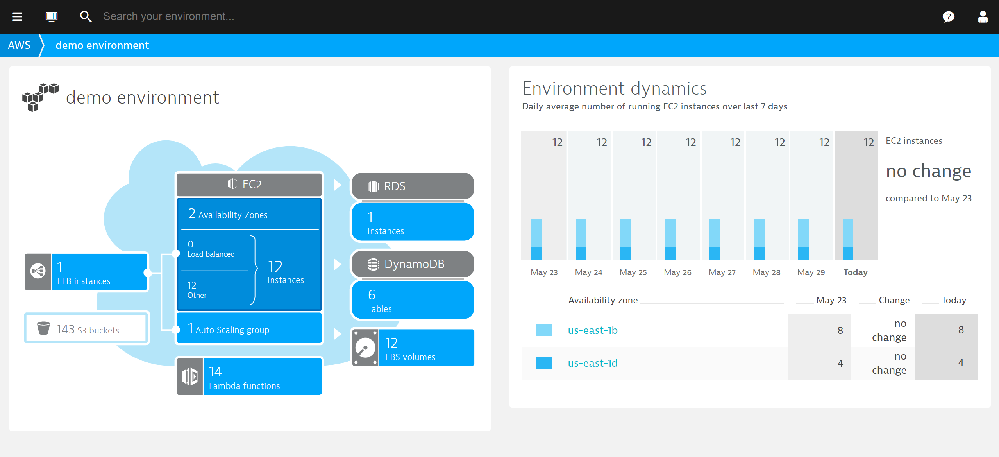 Search your environment...
AWS
demo environment
demo environment
EC2
2 Availability Zones
0
Load balanced
12
Other
12
Instances
1 Auto Scaling group
1
ELB instances
143 S3 buckets
14
Lambda functions
RDS
1
Instances
DynamoDB
6
Tables
12
EBS volumes
Environment dynamics
Daily average number of running EC2 instances over last 7 days
12 12 12 12 12 12 12 12
EC2 instances
no change
compared to May 23
May 23 May 24 May 25 May 26 May 27 May 28 May 29 Today
Availability zone May 23 Change Today
us-east-1b 8 no change 8
us-east-1d 4 no change 4